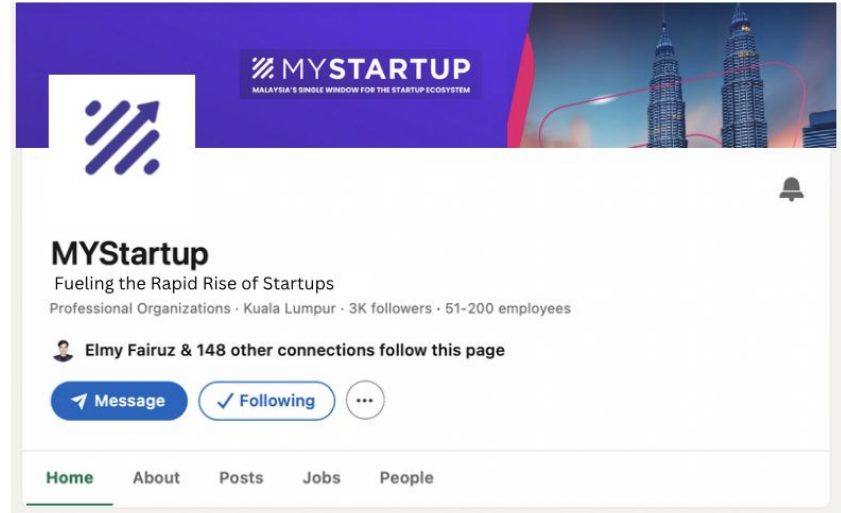 MYSTARTUP
MALAYSIA'S SINGLE WINDOW FOR THE STARTUP ECOSYSTEM
MYStartup
Fueling the Rapid Rise of Startups
Professional Organizations · Kuala Lumpur · 3K followers · 51-200 employees
Elmy Fairuz & 148 other connections follow this page
Message
Following
Home About Posts Jobs People